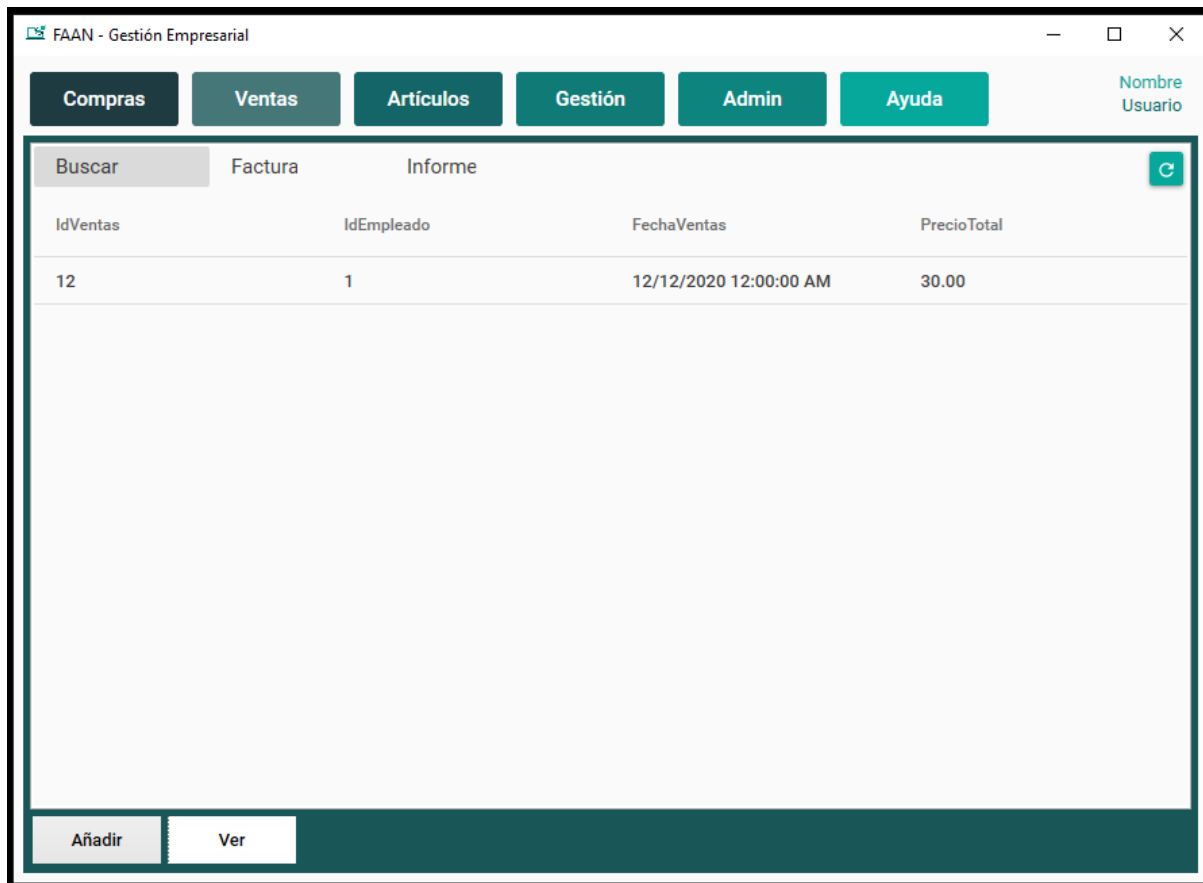 FAAN - Gestión Empresarial
Compras Ventas Artículos Gestión Admin Ayuda
Nombre
Usuario
Buscar Factura Informe
IdVentas IdEmpleado FechaVentas PrecioTotal
12 1 12/12/2020 12:00:00 AM 30.00
Añadir Ver